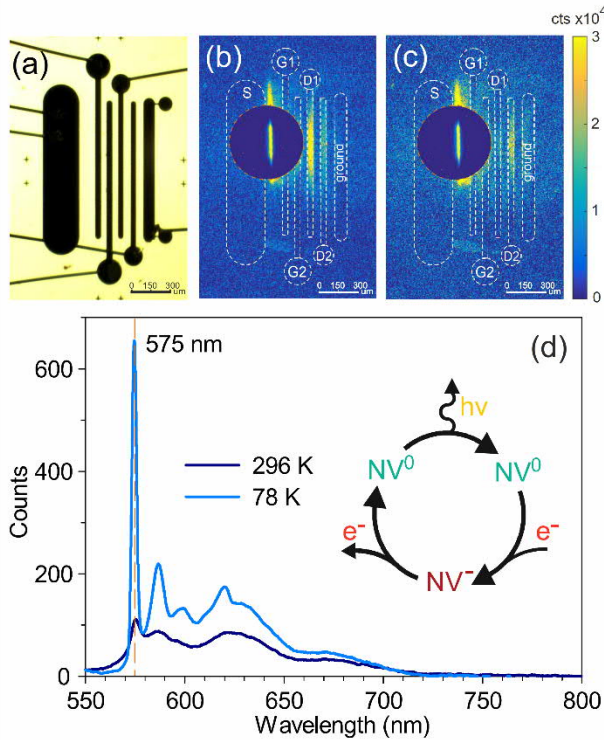 (a)
0 150 300
um
(b)
G1
S
D1
ground
D2
G2
0 150 300
um
(c)
G1
S
D1
ground
D2
G2
0 150 300
um
cts x10⁴
3
2
1
0
(d)
575 nm
296 K
78 K
hν
NV⁰
NV⁰
e⁻
e⁻
NV⁻
Counts
600
400
200
0
550 600 650 700 750 800
Wavelength (nm)